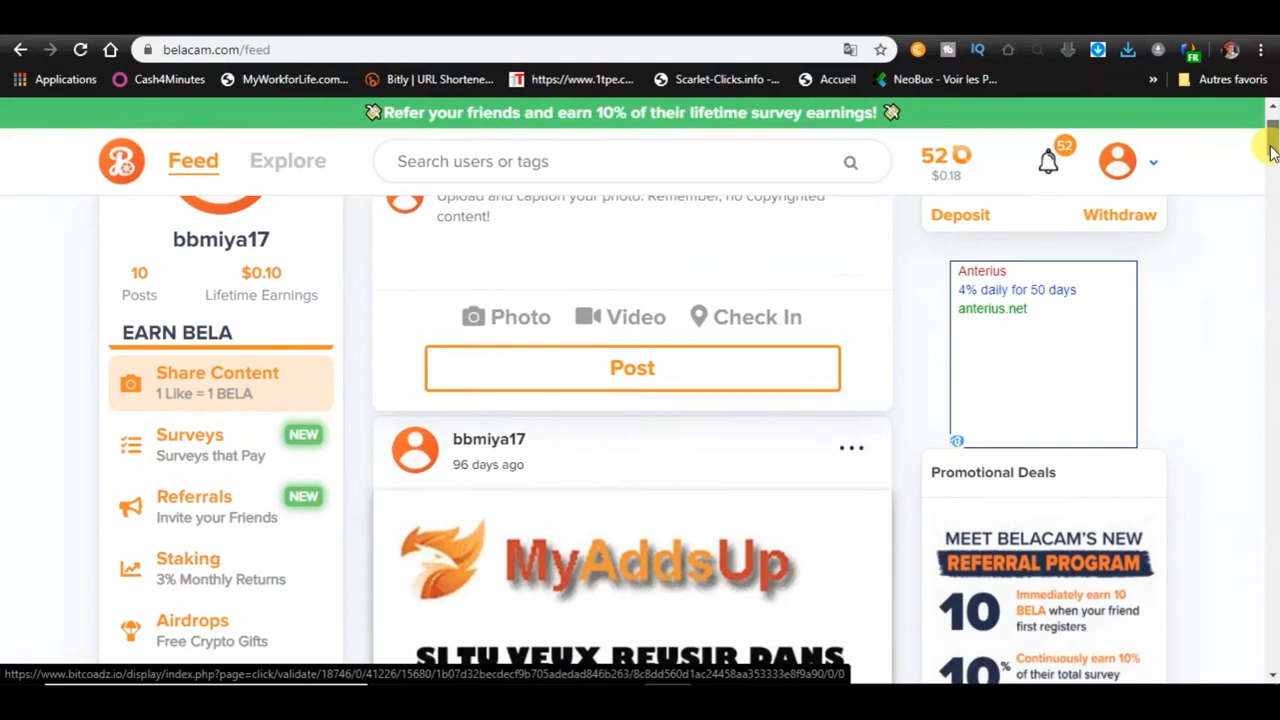 belacam.com/feed
Applications
Cash4Minutes
MyWorkforLife.com...
Bitly | URL Shortene...
https://www.1tpe.c...
Scarlet-Clicks.info -...
Accueil
NeoBux - Voir les P...
»
Autres favoris
IQ
FR
Refer your friends and earn 10% of their lifetime survey earnings!
B
Feed
Explore
Search users or tags
52
$0.18
52
Upload and caption your photo. Remember, no copyrighted
content!
Deposit
Withdraw
bbmiya17
10
$0.10
Posts
Lifetime Earnings
EARN BELA
Share Content
1 Like = 1 BELA
Surveys
NEW
Surveys that Pay
Referrals
NEW
Invite your Friends
Staking
3% Monthly Returns
Airdrops
Free Crypto Gifts
Photo
Video
Check In
Post
bbmiya17
96 days ago
MyAddsUp
SI TU VEUX REUSIR DANS
Anterius
4% daily for 50 days
anterius.net
Promotional Deals
MEET BELACAM'S NEW
REFERRAL PROGRAM
10
Immediately earn 10
BELA when your friend
first registers
10%
Continuously earn 10%
of their total survey
https://www.bitcoadz.io/display/index.php?page=click/validate/18746/0/41226/15680/1b07d32becdecf9b705adedad846b263/8c8dd560d1ac24458aa353333e8f9a90/0/0